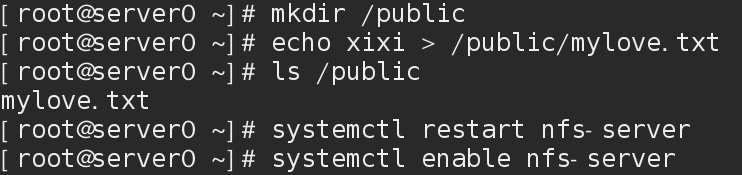 [root@server0 ~]# mkdir /public
[root@server0 ~]# echo xixi > /public/mylove.txt
[root@server0 ~]# ls /public
mylove.txt
[root@server0 ~]# systemctl restart nfs-server
[root@server0 ~]# systemctl enable nfs-server